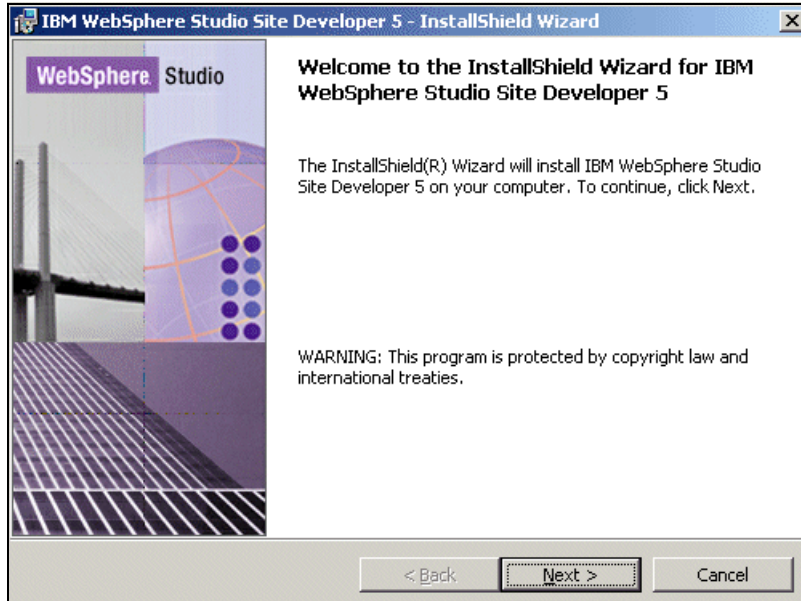 IBM WebSphere Studio Site Developer 5 - InstallShield Wizard
WebSphere. Studio
Welcome to the InstallShield Wizard for IBM
WebSphere Studio Site Developer 5
The InstallShield(R) Wizard will install IBM WebSphere Studio
Site Developer 5 on your computer. To continue, click Next.
WARNING: This program is protected by copyright law and
international treaties.
< Back
Next >
Cancel